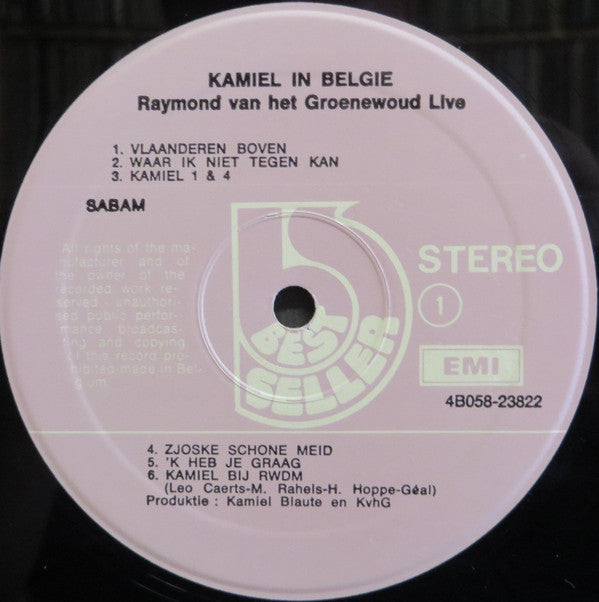 KAMIEL IN BELGIE
Raymond van het Groenewoud Live
1. VLAANDEREN BOVEN
2. WAAR IK NIET TEGEN KAN
3. KAMIEL 1 & 4
SABAM
All rights of the ma-
nufacturer and of
the owner of the
recorded work re-
served - unauthori-
sed public perfor-
mance broadcas-
ting and copying
of this record pro-
hibited-made in Bel-
gium.
BEST
SELLER
STEREO
1
EMI
4B058-23822
4. ZJOSKE SCHONE MEID
5. 'K HEB JE GRAAG
6. KAMIEL BIJ RWDM
(Leo Caerts-M. Rahels-H. Hoppe-Géal)
Produktie : Kamiel Blaute en KvhG